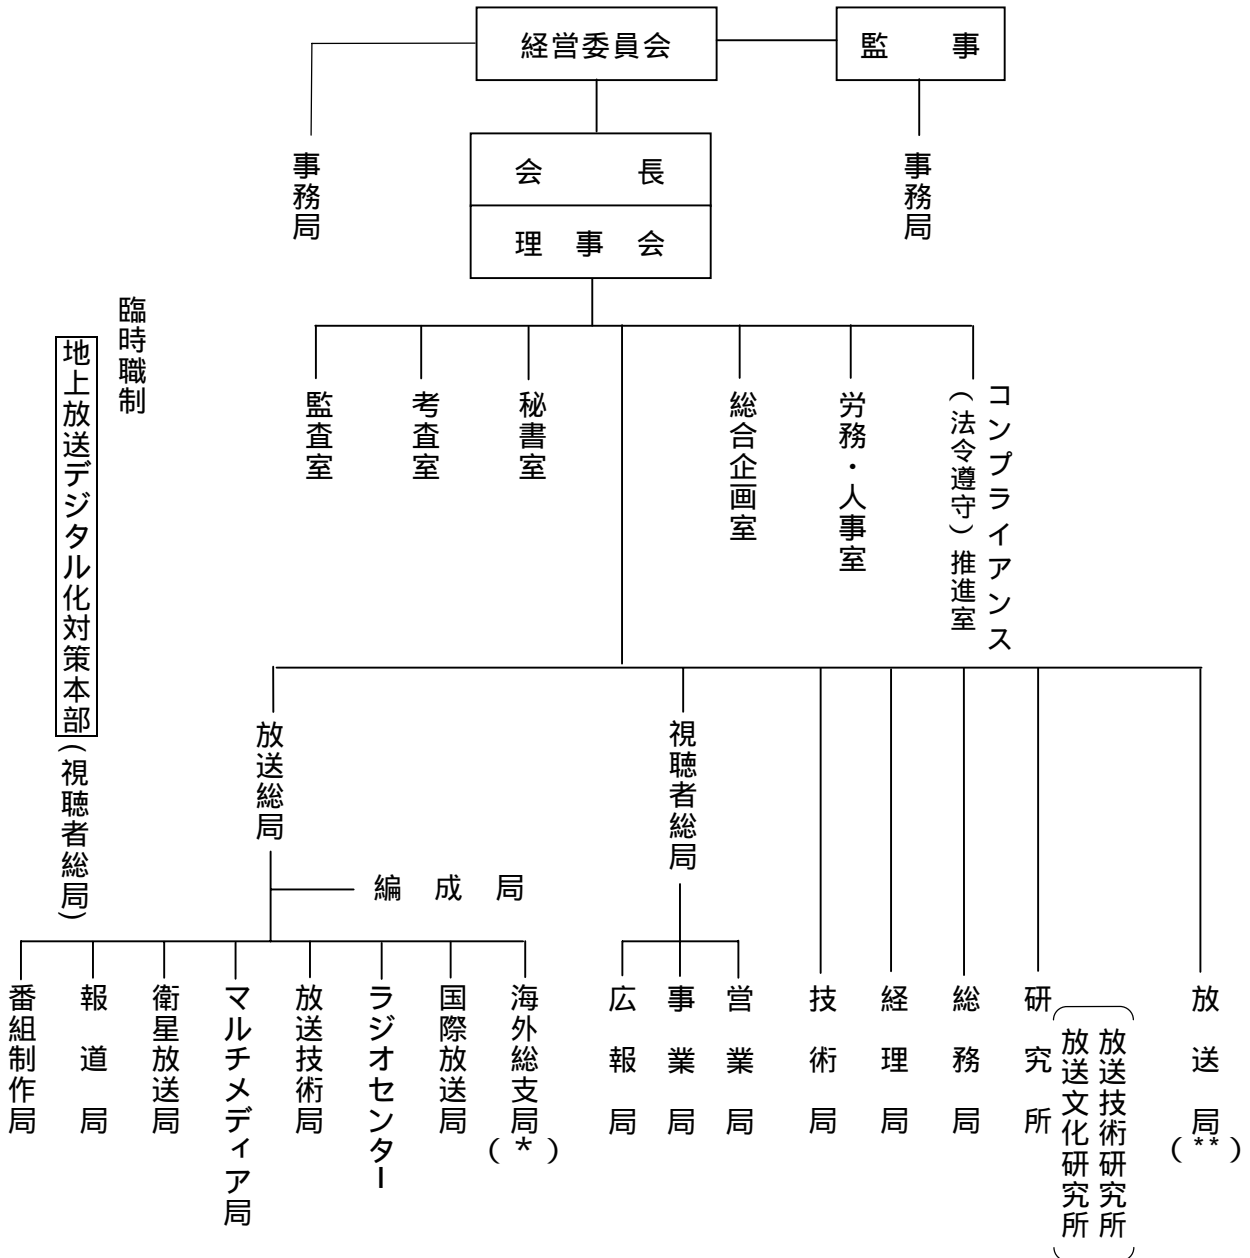 経営委員会
監事
事務局
事務局
会長
理事会
臨時職制
地上放送デジタル化対策本部(視聴者総局)
監査室
考査室
秘書室
総合企画室
労務・人事室
コンプライアンス
(法令遵守)推進室
放送総局
視聴者総局
編成局
番組制作局
報道局
衛星放送局
マルチメディア局
放送技術局
ラジオセンター
国際放送局
海外総支局
(*)
広報局
事業局
営業局
技術局
経理局
総務局
研究所
放送技術研究所
放送文化研究所
放送局
(**)